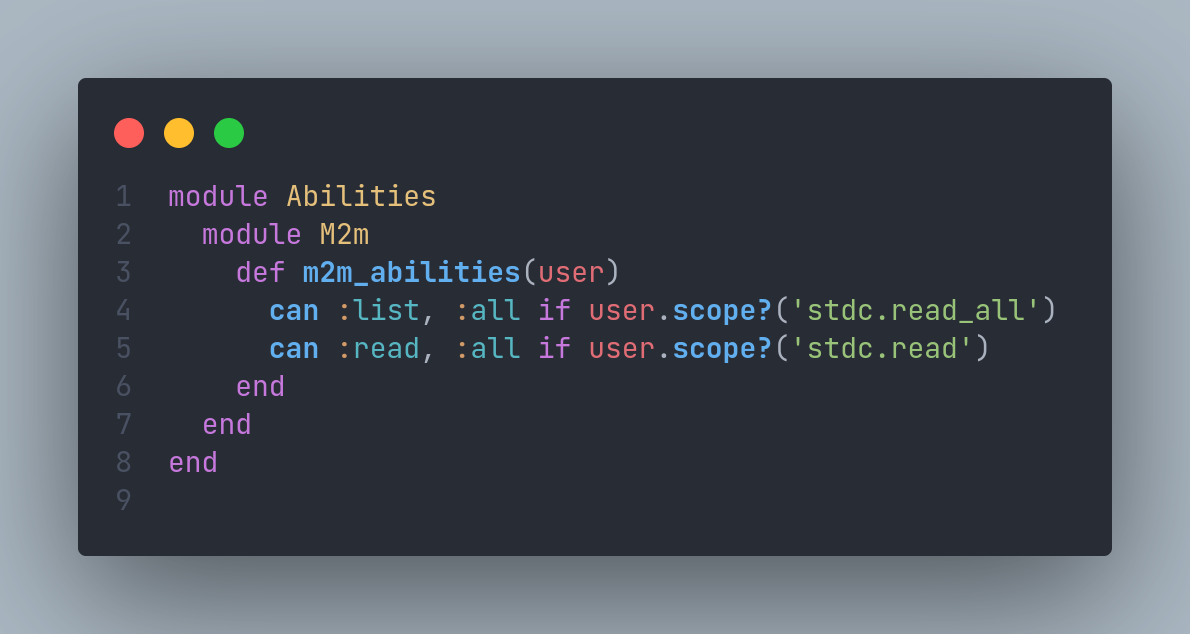 1 module Abilities
2   module M2m
3     def m2m_abilities(user)
4       can :list, :all if user.scope?('stdc.read_all')
5       can :read, :all if user.scope?('stdc.read')
6     end
7   end
8 end
9